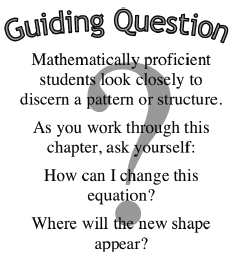 Guiding Question
Mathematically proficient
students look closely to
discern a pattern or structure.
As you work through this
chapter, ask yourself:
How can I change this
equation?
Where will the new shape
appear?